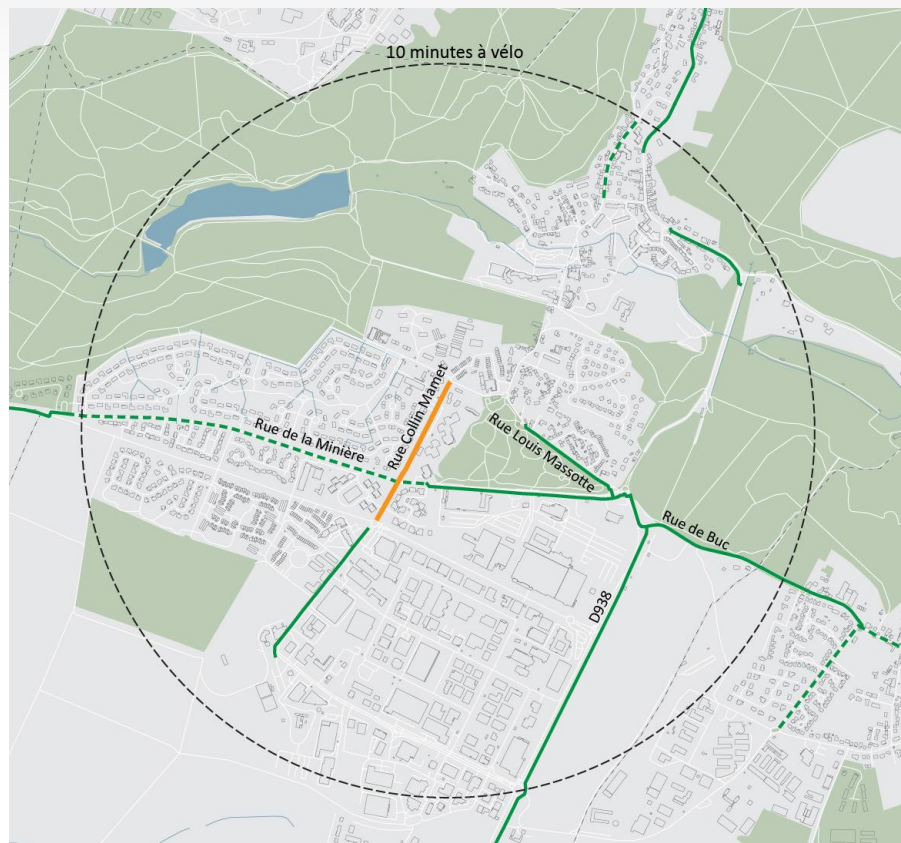 10 minutes à vélo
Rue Collin Mamet
Rue de la Minière
Rue Louis Massotte
Rue de Buc
D938